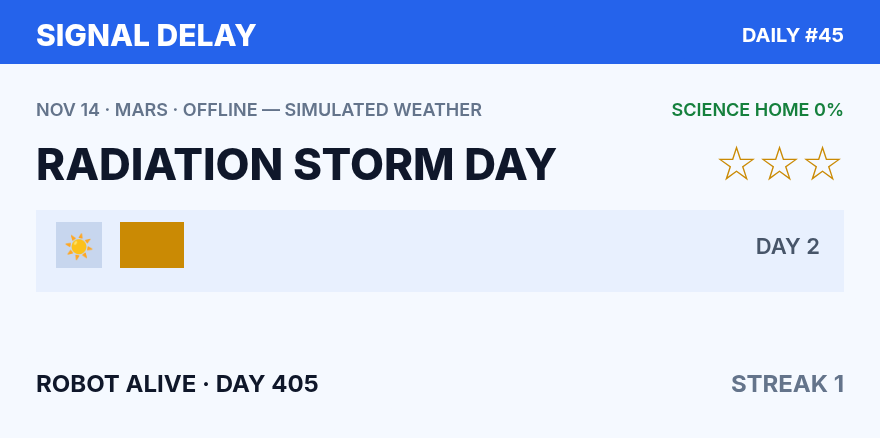 SIGNAL DELAY
DAILY #45
NOV 14 · MARS · OFFLINE — SIMULATED WEATHER
SCIENCE HOME 0%
RADIATION STORM DAY
☆☆☆
DAY 2
ROBOT ALIVE · DAY 405
STREAK 1